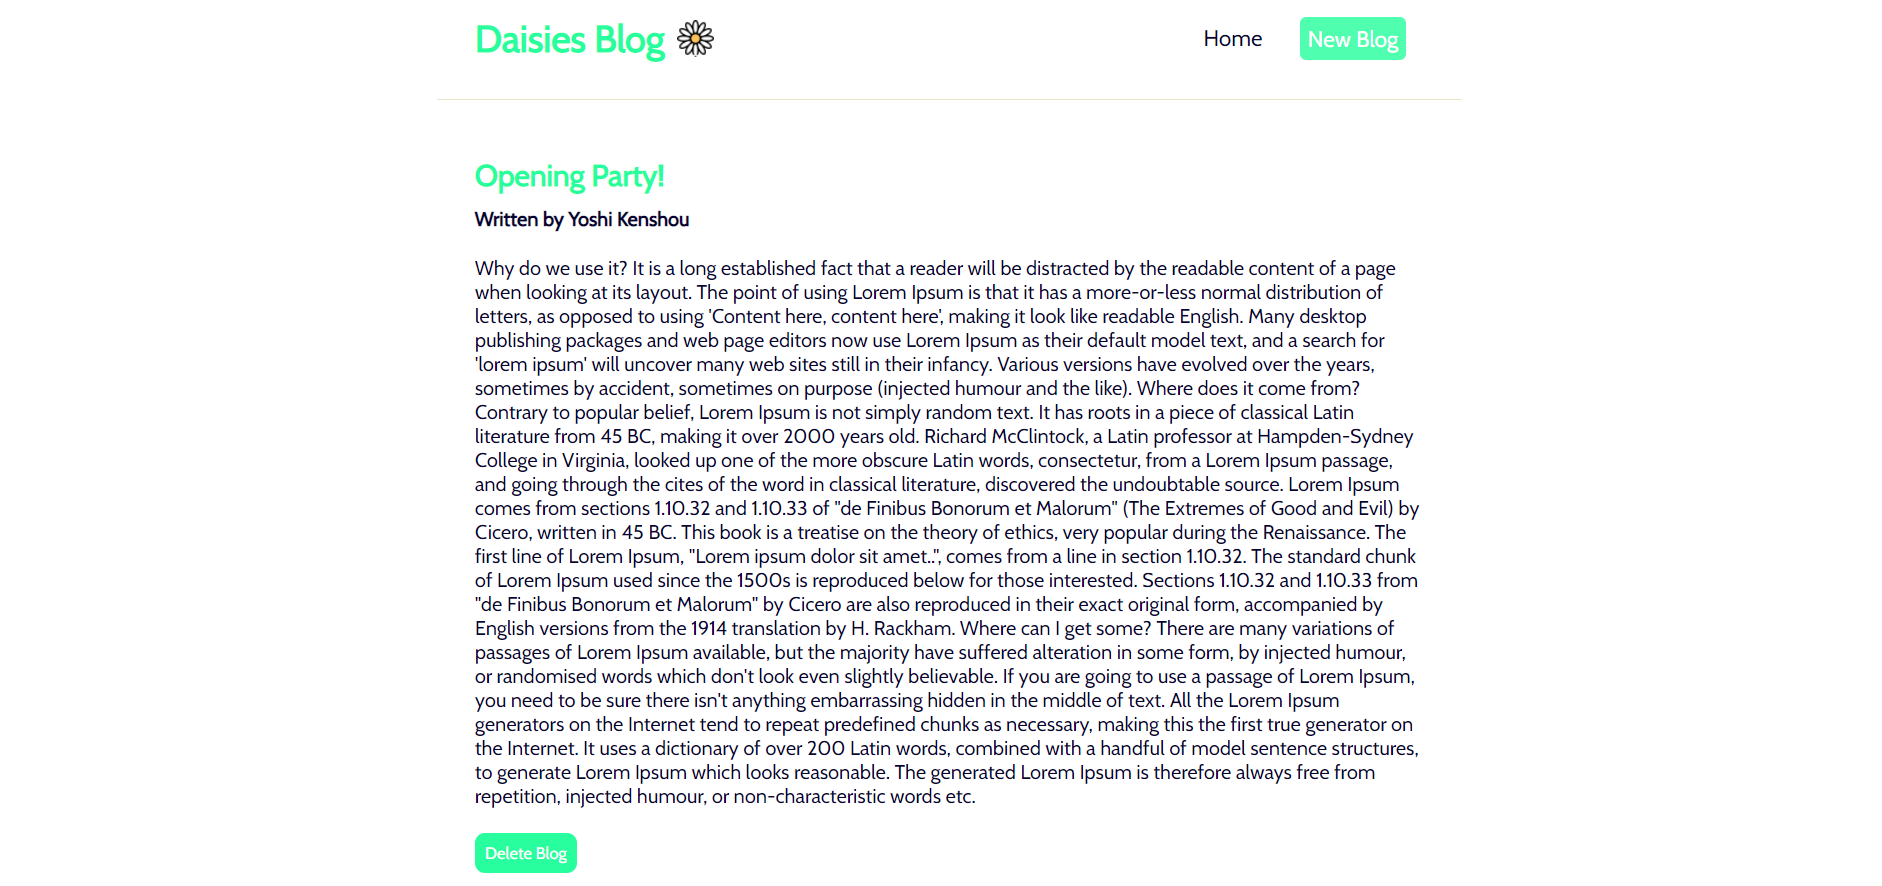 Daisies Blog
Home
New Blog
Opening Party!
Written by Yoshi Kenshou
Why do we use it? It is a long established fact that a reader will be distracted by the readable content of a page
when looking at its layout. The point of using Lorem Ipsum is that it has a more-or-less normal distribution of
letters, as opposed to using 'Content here, content here', making it look like readable English. Many desktop
publishing packages and web page editors now use Lorem Ipsum as their default model text, and a search for
'lorem ipsum' will uncover many web sites still in their infancy. Various versions have evolved over the years,
sometimes by accident, sometimes on purpose (injected humour and the like). Where does it come from?
Contrary to popular belief, Lorem Ipsum is not simply random text. It has roots in a piece of classical Latin
literature from 45 BC, making it over 2000 years old. Richard McClintock, a Latin professor at Hampden-Sydney
College in Virginia, looked up one of the more obscure Latin words, consectetur, from a Lorem Ipsum passage,
and going through the cites of the word in classical literature, discovered the undoubtable source. Lorem Ipsum
comes from sections 1.10.32 and 1.10.33 of "de Finibus Bonorum et Malorum" (The Extremes of Good and Evil) by
Cicero, written in 45 BC. This book is a treatise on the theory of ethics, very popular during the Renaissance. The
first line of Lorem Ipsum, "Lorem ipsum dolor sit amet..", comes from a line in section 1.10.32. The standard chunk
of Lorem Ipsum used since the 1500s is reproduced below for those interested. Sections 1.10.32 and 1.10.33 from
"de Finibus Bonorum et Malorum" by Cicero are also reproduced in their exact original form, accompanied by
English versions from the 1914 translation by H. Rackham. Where can I get some? There are many variations of
passages of Lorem Ipsum available, but the majority have suffered alteration in some form, by injected humour,
or randomised words which don't look even slightly believable. If you are going to use a passage of Lorem Ipsum,
you need to be sure there isn't anything embarrassing hidden in the middle of text. All the Lorem Ipsum
generators on the Internet tend to repeat predefined chunks as necessary, making this the first true generator on
the Internet. It uses a dictionary of over 200 Latin words, combined with a handful of model sentence structures,
to generate Lorem Ipsum which looks reasonable. The generated Lorem Ipsum is therefore always free from
repetition, injected humour, or non-characteristic words etc.
Delete Blog